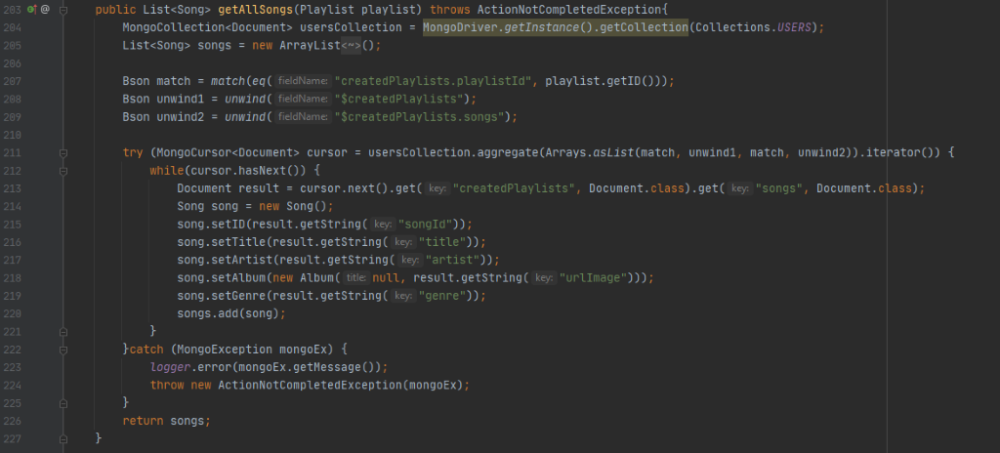 203 @ public List<Song> getAllSongs(Playlist playlist) throws ActionNotCompletedException{
204 MongoCollection<Document> usersCollection = MongoDriver.getInstance().getCollection(Collections.USERS);
205 List<Song> songs = new ArrayList<~>();
206
207 Bson match = match(eq( fieldName: "createdPlaylists.playlistId", playlist.getID()));
208 Bson unwind1 = unwind( fieldName: "$createdPlaylists");
209 Bson unwind2 = unwind( fieldName: "$createdPlaylists.songs");
210
211 try (MongoCursor<Document> cursor = usersCollection.aggregate(Arrays.asList(match, unwind1, match, unwind2)).iterator()) {
212 while(cursor.hasNext()) {
213 Document result = cursor.next().get( key: "createdPlaylists", Document.class).get( key: "songs", Document.class);
214 Song song = new Song();
215 song.setID(result.getString( key: "songId"));
216 song.setTitle(result.getString( key: "title"));
217 song.setArtist(result.getString( key: "artist"));
218 song.setAlbum(new Album( title: null, result.getString( key: "urlImage")));
219 song.setGenre(result.getString( key: "genre"));
220 songs.add(song);
221 }
222 }catch (MongoException mongoEx) {
223 logger.error(mongoEx.getMessage());
224 throw new ActionNotCompletedException(mongoEx);
225 }
226 return songs;
227 }